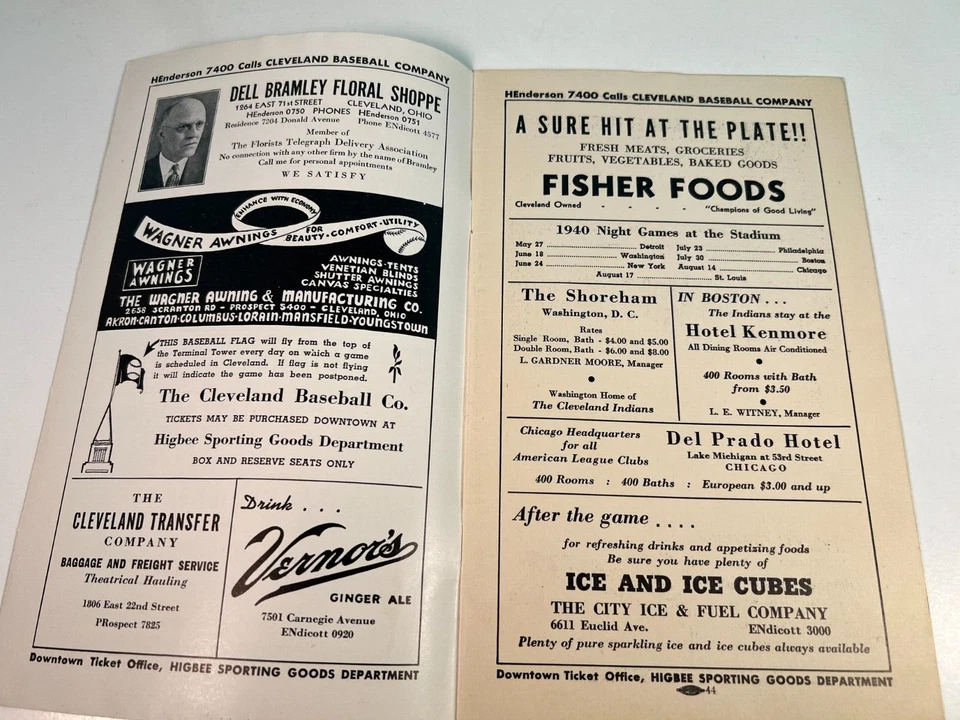 HEnderson 7400 Calls CLEVELAND BASEBALL COMPANY
DELL BRAMLEY FLORAL SHOPPE
1264 EAST 71st STREET CLEVELAND, OHIO
HEnderson 0750 PHONES HEnderson 0751
Residence 7204 Donald Avenue Phone ENdicott 4577
Member of
The Florists Telegraph Delivery Association
No connection with any other firm by the name of Bramley
Call me for personal appointments
WE SATISFY
ENHANCE WITH ECONOMY
WAGNER AWNINGS FOR BEAUTY·COMFORT·UTILITY
WAGNER AWNINGS
AWNINGS·TENTS
VENETIAN BLINDS
SHUTTER AWNINGS
CANVAS SPECIALTIES
THE WAGNER AWNING & MANUFACTURING CO.
2658 SCRANTON RD - PROSPECT 5400 - CLEVELAND, OHIO
AKRON·CANTON·COLUMBUS·LORAIN·MANSFIELD·YOUNGSTOWN
THIS BASEBALL FLAG will fly from the top of
the Terminal Tower every day on which a game
is scheduled in Cleveland. If flag is not flying
it will indicate the game has been postponed.
The Cleveland Baseball Co.
TICKETS MAY BE PURCHASED DOWNTOWN AT
Higbee Sporting Goods Department
BOX AND RESERVE SEATS ONLY
THE
CLEVELAND TRANSFER
COMPANY
BAGGAGE AND FREIGHT SERVICE
Theatrical Hauling
1806 East 22nd Street
PRospect 7825
Drink . . .
Vernor's
GINGER ALE
7501 Carnegie Avenue
ENdicott 0920
Downtown Ticket Office, HIGBEE SPORTING GOODS DEPARTMENT
HEnderson 7400 Calls CLEVELAND BASEBALL COMPANY
A SURE HIT AT THE PLATE!!
FRESH MEATS, GROCERIES
FRUITS, VEGETABLES, BAKED GOODS
FISHER FOODS
Cleveland Owned - - - - "Champions of Good Living"
1940 Night Games at the Stadium
May 27 Detroit July 23 Philadelphia
June 18 Washington July 30 Boston
June 24 New York August 14 Chicago
August 17 St. Louis
The Shoreham
Washington, D. C.
Rates
Single Room, Bath - $4.00 and $5.00
Double Room, Bath - $6.00 and $8.00
L. GARDNER MOORE, Manager
Washington Home of
The Cleveland Indians
IN BOSTON . . .
The Indians stay at the
Hotel Kenmore
All Dining Rooms Air Conditioned
400 Rooms with Bath
from $3.50
L. E. WITNEY, Manager
Chicago Headquarters
for all
American League Clubs
Del Prado Hotel
Lake Michigan at 53rd Street
CHICAGO
400 Rooms : 400 Baths : European $3.00 and up
After the game . . . .
for refreshing drinks and appetizing foods
Be sure you have plenty of
ICE AND ICE CUBES
THE CITY ICE & FUEL COMPANY
6611 Euclid Ave. ENdicott 3000
Plenty of pure sparkling ice and ice cubes always available
Downtown Ticket Office, HIGBEE SPORTING GOODS DEPARTMENT
44